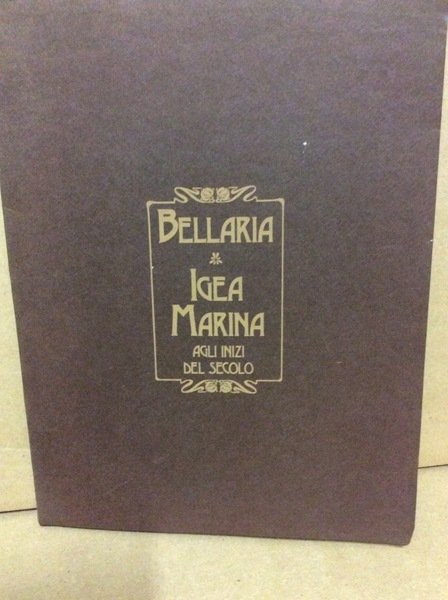 BELLARIA
IGEA
MARINA
AGLI INIZI
DEL SECOLO